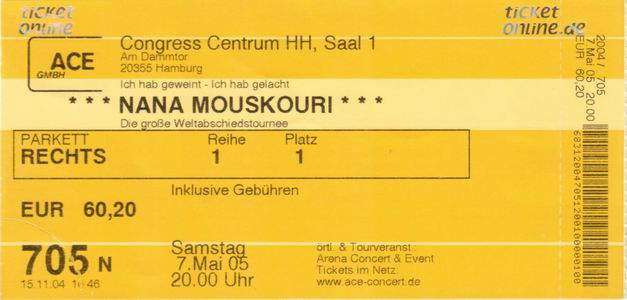 ticket online
ticket online.de
ACE
GMBH
Congress Centrum HH, Saal 1
Am Dammtor
20355 Hamburg
Ich hab geweint - Ich hab gelacht
* * * NANA MOUSKOURI * * *
Die große Weltabschiedstournee
PARKETT Reihe Platz
RECHTS 1 1
Inklusive Gebühren
EUR 60,20
705 N
15.11.04
Samstag
7.Mai 05
20.00 Uhr
örtl. & Tourveranst.:
Arena Concert & Event
Tickets im Netz:
www.ace-concert.de
2004 / 705
7.Mai 05 20.00
EUR 60,20